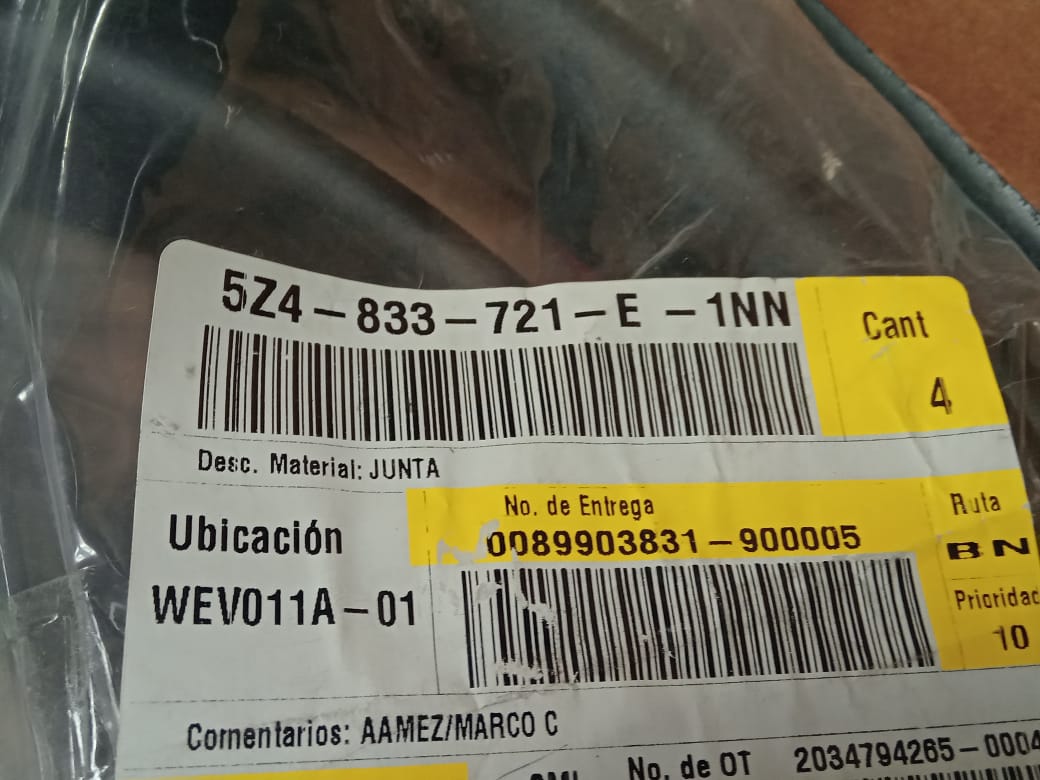 5Z4-833-721-E -1NN
Cant
4
Desc. Material: JUNTA
Ubicación
No. de Entrega
Ruta
0089903831-900005
BN
WEV011A-01
Prioridad
10
Comentarios: AAMEZ/MARCO C
No. de OT 2034794265-0004